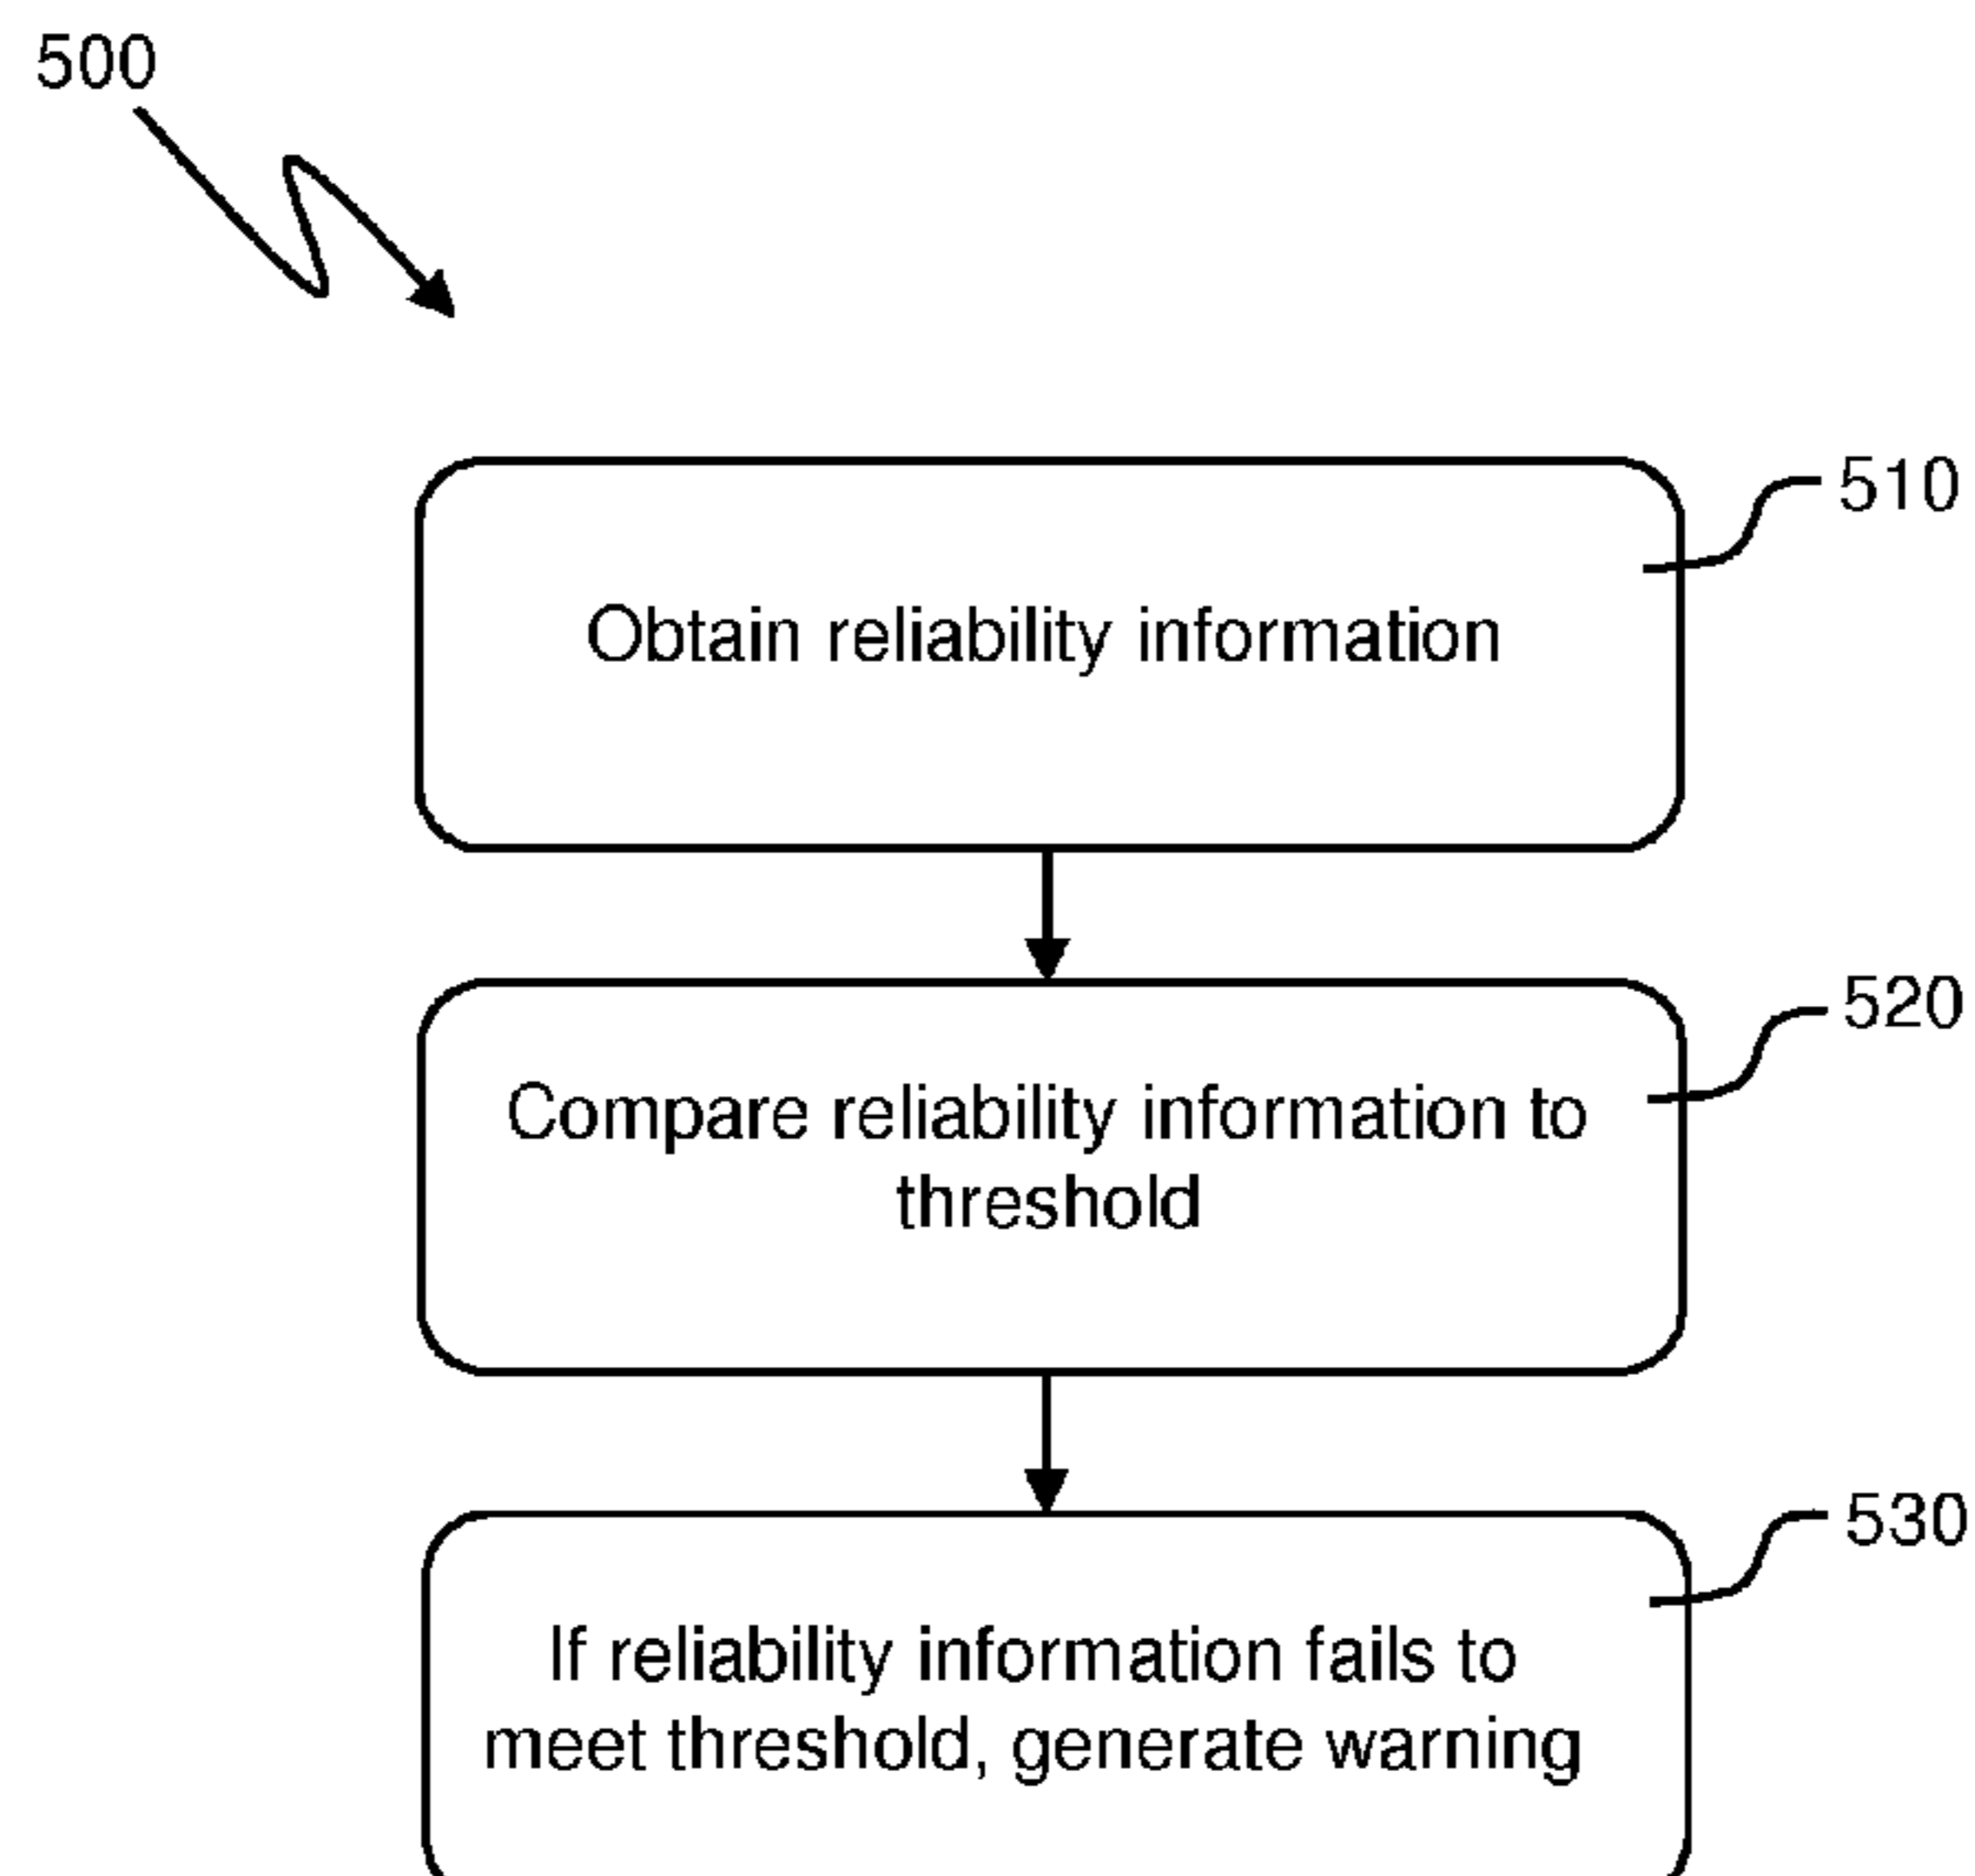 500
510
Obtain reliability information
520
Compare reliability information to
threshold
530
If reliability information fails to
meet threshold, generate warning